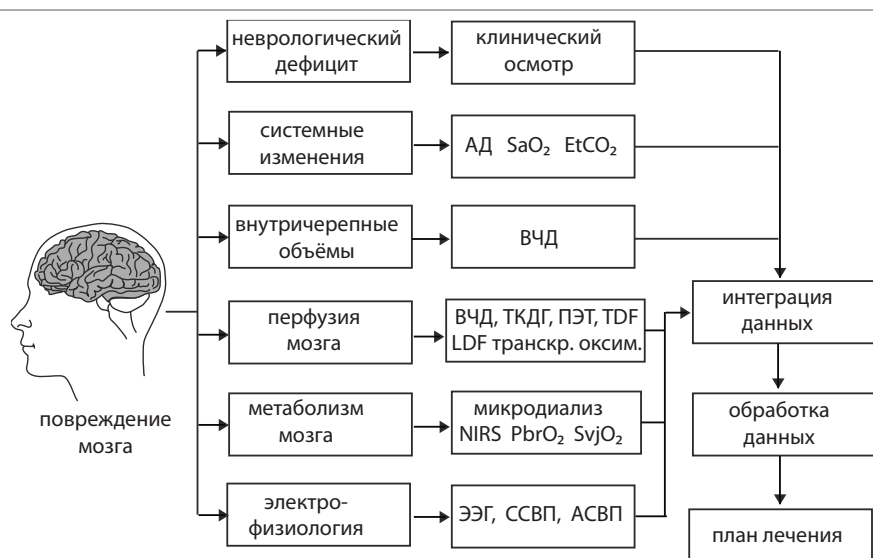 неврологический
дефицит
клинический
осмотр
системные
изменения
АД SaO₂ EtCO₂
внутричерепные
объёмы
ВЧД
перфузия
мозга
ВЧД, ТКДГ, ПЭТ, TDF
LDF транскр. оксим.
интеграция
данных
повреждение
мозга
метаболизм
мозга
микродиализ
NIRS PbrO₂ SvjO₂
обработка
данных
электро-
физиология
ЭЭГ, ССВП, АСВП
план лечения